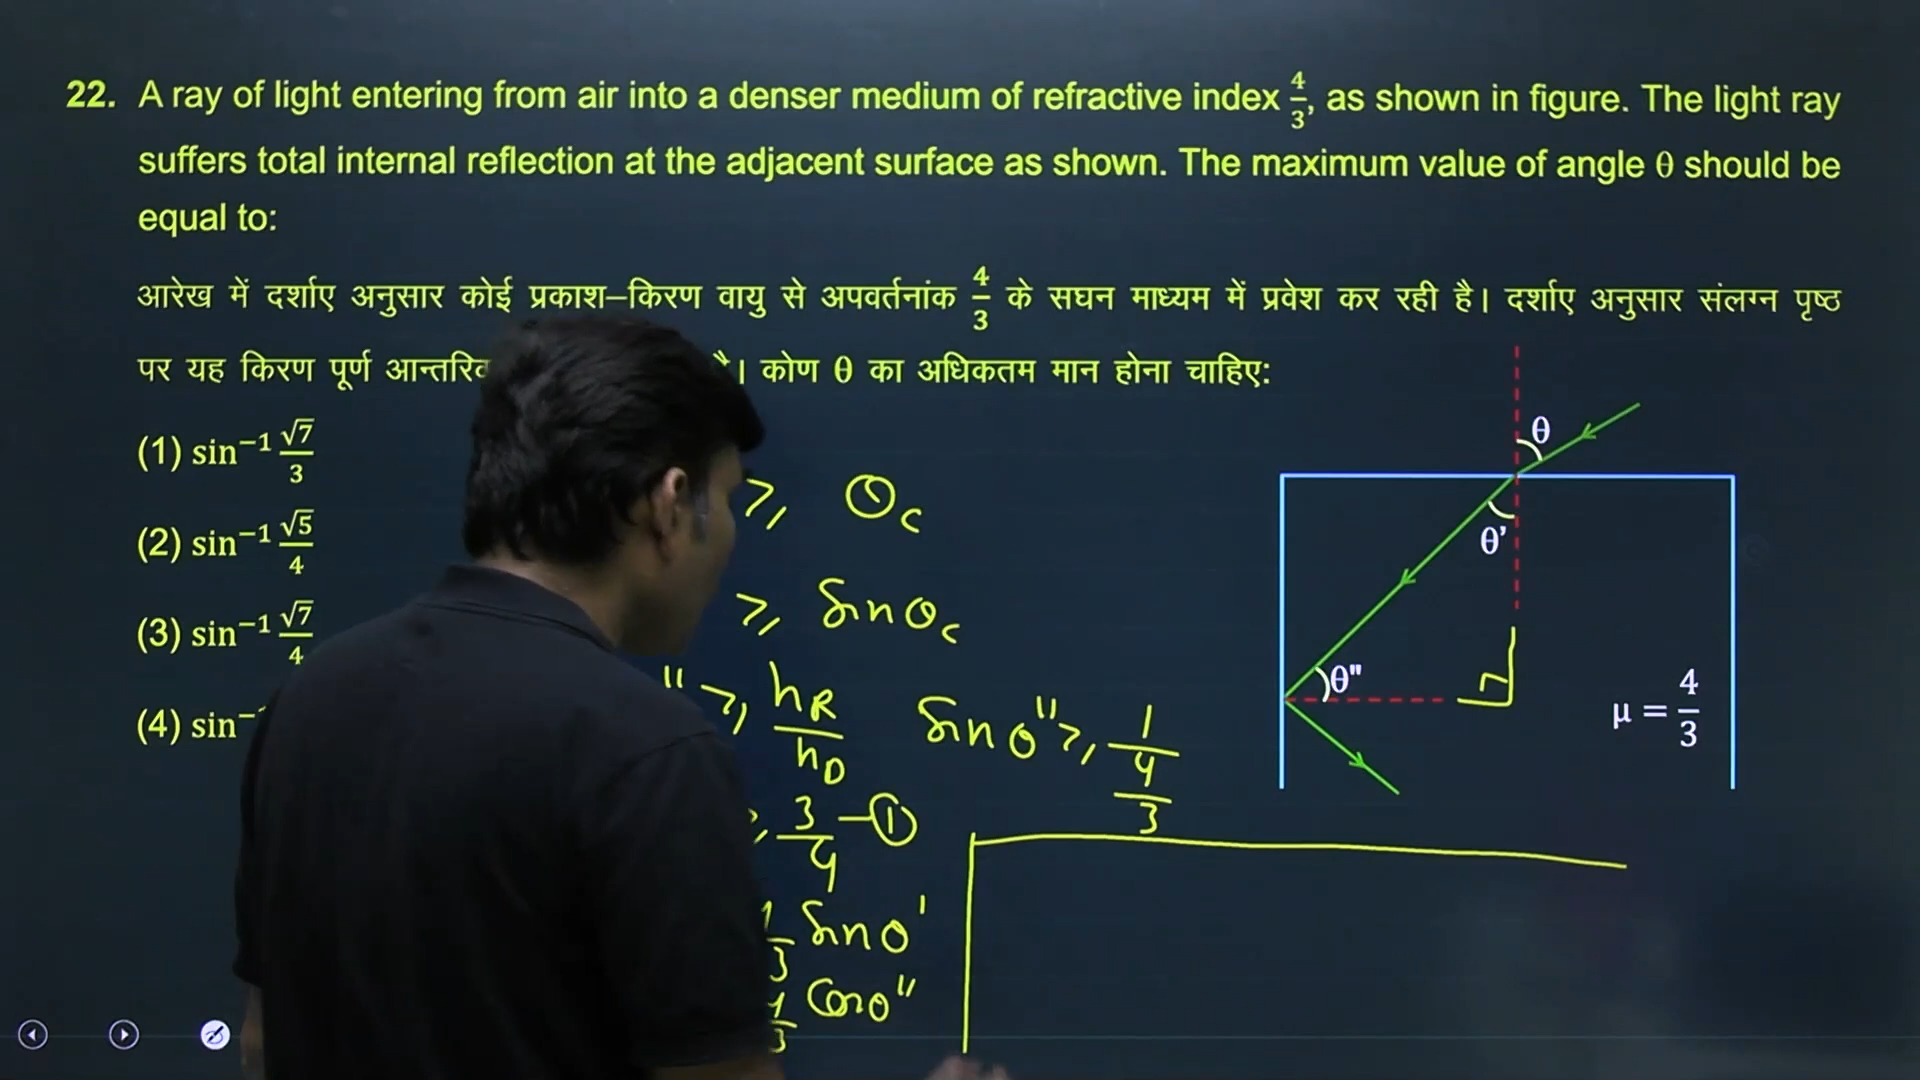 22. A ray of light entering from air into a denser medium of refractive index 4/3, as shown in figure. The light ray
suffers total internal reflection at the adjacent surface as shown. The maximum value of angle θ should be
equal to:
आरेख में दर्शाए अनुसार कोई प्रकाश–किरण वायु से अपवर्तनांक 4/3 के सघन माध्यम में प्रवेश कर रही है। दर्शाए अनुसार संलग्न पृष्ठ
पर यह किरण पूर्ण है। कोण θ का अधिकतम मान होना चाहिए:
(1) sin⁻¹ √7/3
(2) sin⁻¹ √5/4
(3) sin⁻¹ √7/4
(4) sin⁻
≥ θc
≥ sinθc
" ≥ nR/nD
sinθ" ≥ 1/(4/3)
3/4 —①
/3 sinθ'
/3 cosθ"
θ
θ'
θ"
μ = 4/3